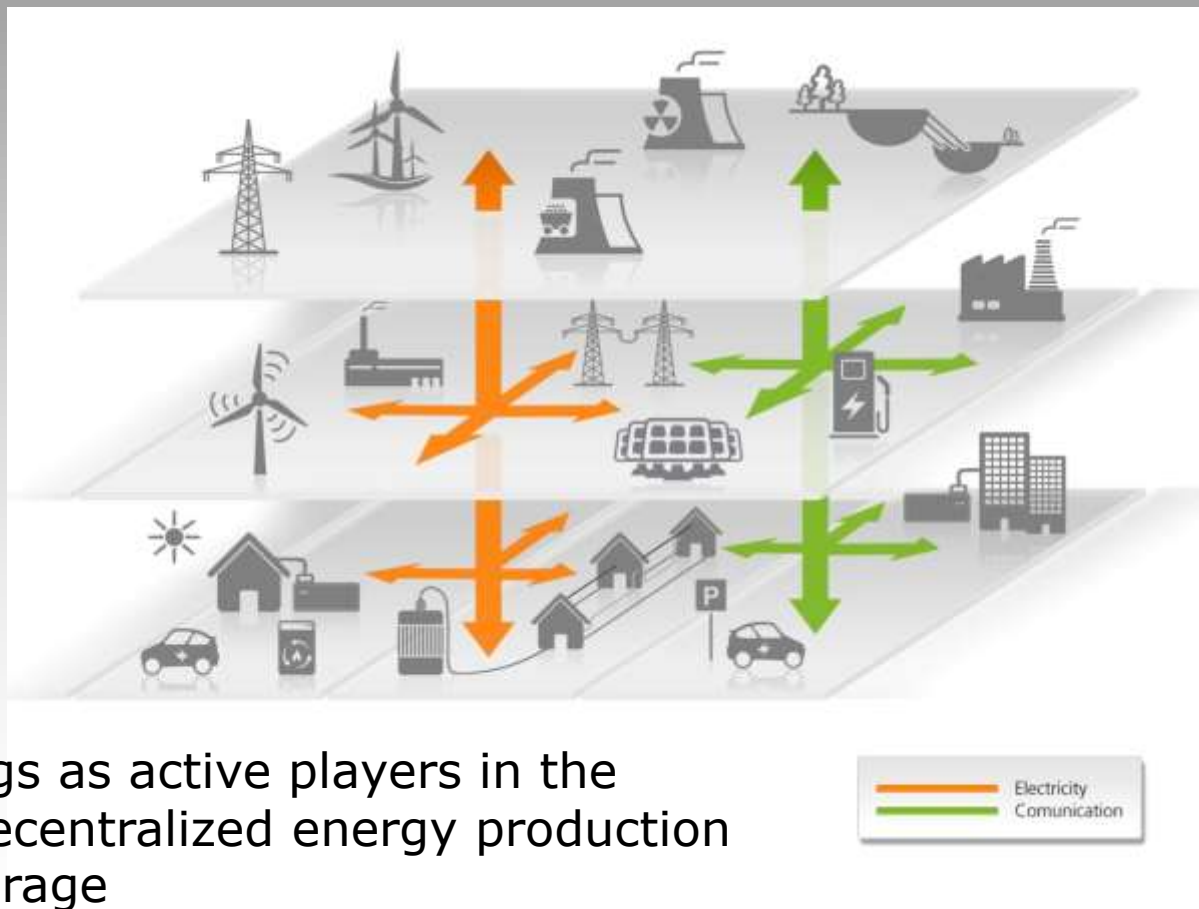 P
gs as active players in the
ecentralized energy production
rage
Electricity
Comunication